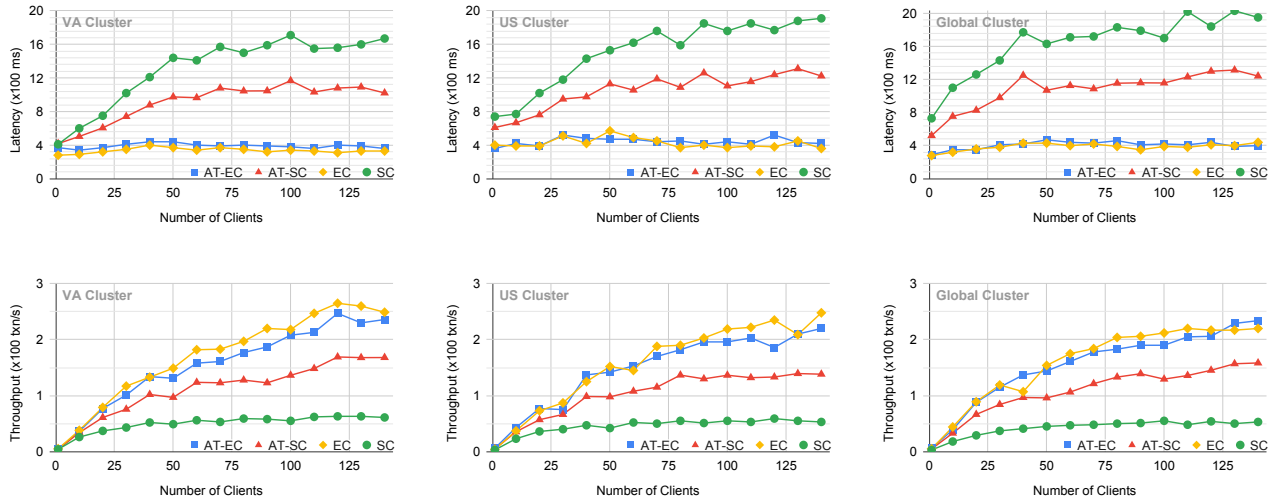 VA Cluster
Latency (x100 ms)
20
16
12
8
4
0
AT-EC AT-SC EC SC
0 25 50 75 100 125
Number of Clients
US Cluster
Latency (x100 ms)
20
16
12
8
4
0
AT-EC AT-SC EC SC
0 25 50 75 100 125
Number of Clients
Global Cluster
Latency (x100 ms)
20
16
12
8
4
0
AT-EC AT-SC EC SC
0 25 50 75 100 125
Number of Clients
VA Cluster
Throughput (x100 txn/s)
3
2
1
0
AT-EC AT-SC EC SC
0 25 50 75 100 125
Number of Clients
US Cluster
Throughput (x100 txn/s)
3
2
1
0
AT-EC AT-SC EC SC
0 25 50 75 100 125
Number of Clients
Global Cluster
Throughput (x100 txn/s)
3
2
1
0
AT-EC AT-SC EC SC
0 25 50 75 100 125
Number of Clients